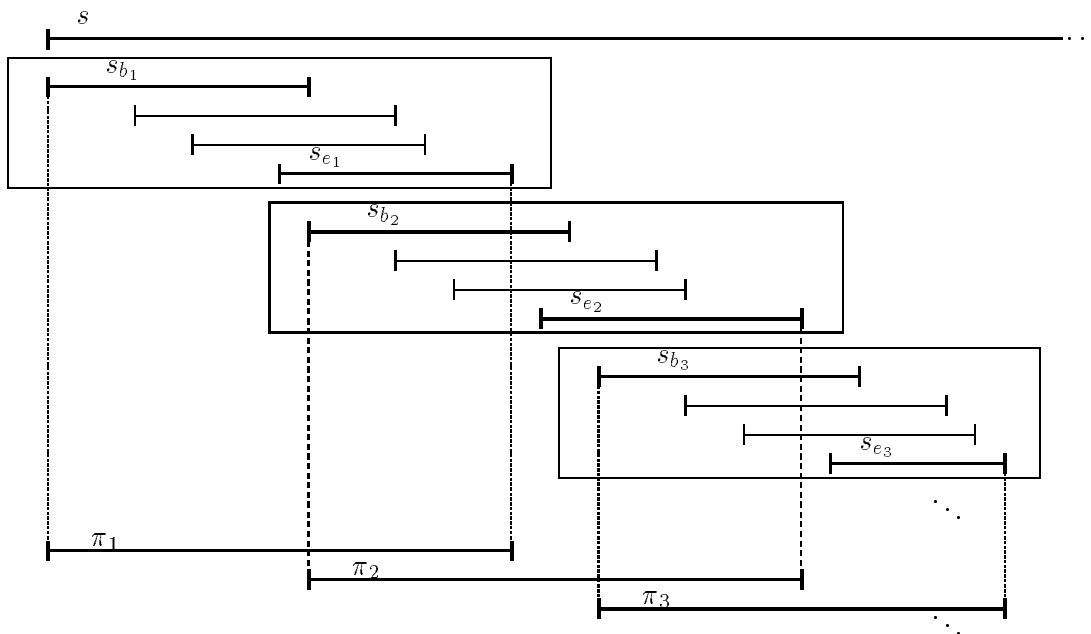 s
s_{b_1}
s_{e_1}
s_{b_2}
s_{e_2}
s_{b_3}
s_{e_3}
π_1
π_2
π_3